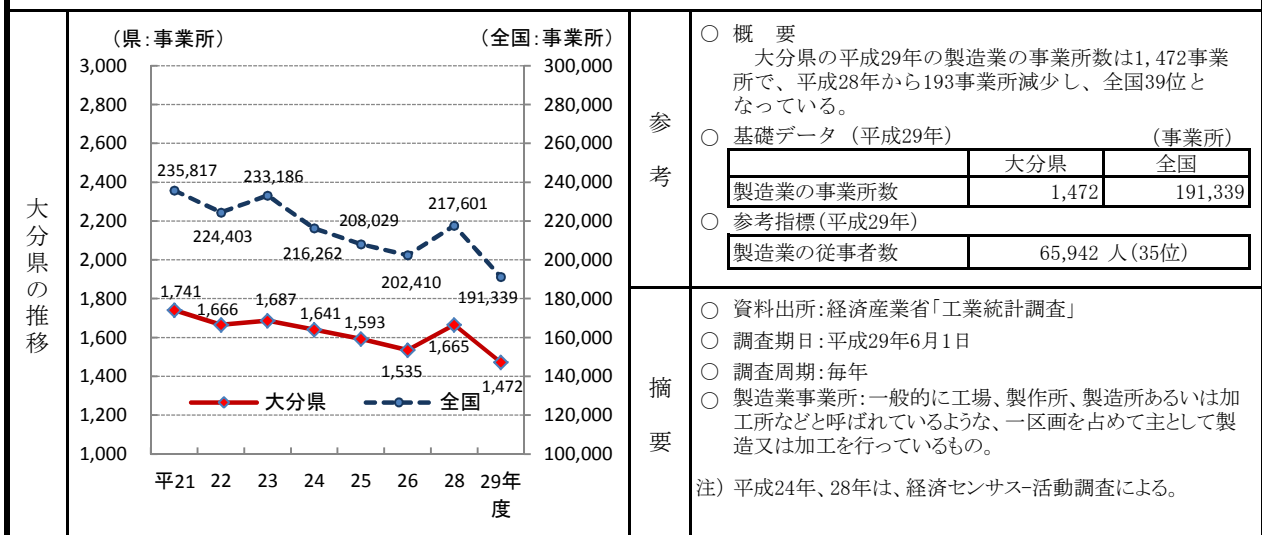 大分県の推移
（県：事業所）
（全国：事業所）
3,000
2,800
2,600
2,400
2,200
2,000
1,800
1,600
1,400
1,200
1,000
300,000
280,000
260,000
240,000
220,000
200,000
180,000
160,000
140,000
120,000
100,000
235,817
224,403
233,186
216,262
208,029
202,410
217,601
191,339
1,741
1,666
1,687
1,641
1,593
1,535
1,665
1,472
大分県
全国
平21 22 23 24 25 26 28 29年
度
参考
○ 概　要
大分県の平成29年の製造業の事業所数は1,472事業
所で、平成28年から193事業所減少し、全国39位と
なっている。
○ 基礎データ（平成29年） （事業所）
大分県 全国
製造業の事業所数 1,472 191,339
○ 参考指標（平成29年）
製造業の従事者数 65,942 人（35位）
摘要
○ 資料出所：経済産業省「工業統計調査」
○ 調査期日：平成29年6月1日
○ 調査周期：毎年
○ 製造業事業所：一般的に工場、製作所、製造所あるいは加
工所などと呼ばれているような、一区画を占めて主として製
造又は加工を行っているもの。
注）平成24年、28年は、経済センサス-活動調査による。